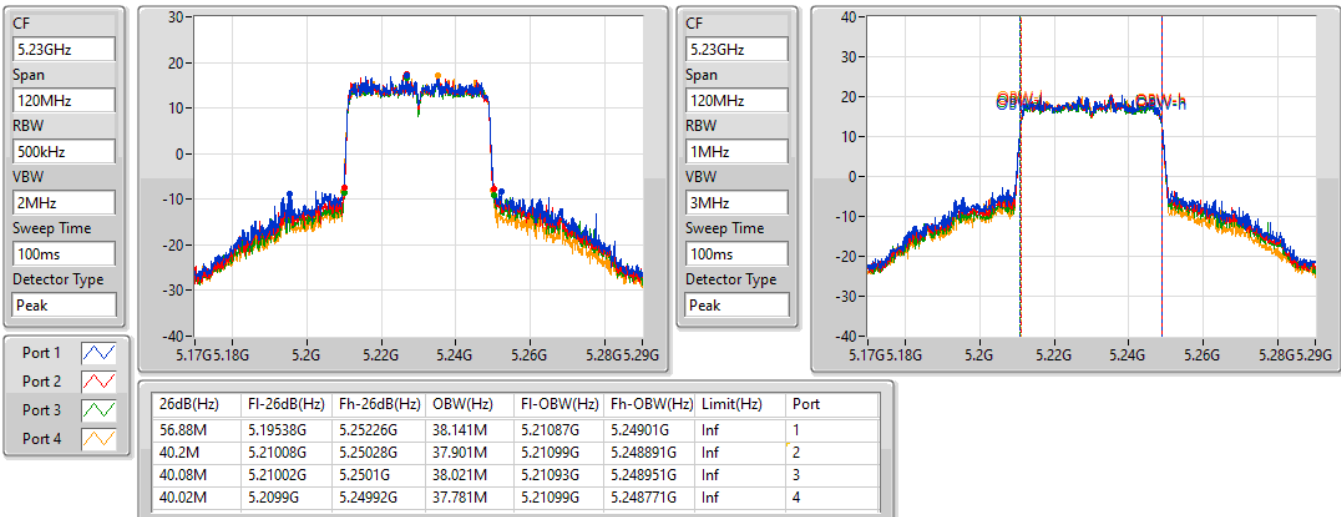 CF
5.23GHz
Span
120MHz
RBW
500kHz
VBW
2MHz
Sweep Time
100ms
Detector Type
Peak
30
20
10
0
-10
-20
-30
-40
5.17G 5.18G 5.2G 5.22G 5.24G 5.26G 5.28G 5.29G
CF
5.23GHz
Span
120MHz
RBW
1MHz
VBW
3MHz
Sweep Time
100ms
Detector Type
Peak
40
30
20
10
0
-10
-20
-30
-40
OBW-l OBW-h
5.17G 5.18G 5.2G 5.22G 5.24G 5.26G 5.28G 5.29G
Port 1
Port 2
Port 3
Port 4
26dB(Hz) Fl-26dB(Hz) Fh-26dB(Hz) OBW(Hz) Fl-OBW(Hz) Fh-OBW(Hz) Limit(Hz) Port
56.88M 5.19538G 5.25226G 38.141M 5.21087G 5.24901G Inf 1
40.2M 5.21008G 5.25028G 37.901M 5.21099G 5.248891G Inf 2
40.08M 5.21002G 5.2501G 38.021M 5.21093G 5.248951G Inf 3
40.02M 5.2099G 5.24992G 37.781M 5.21099G 5.248771G Inf 4